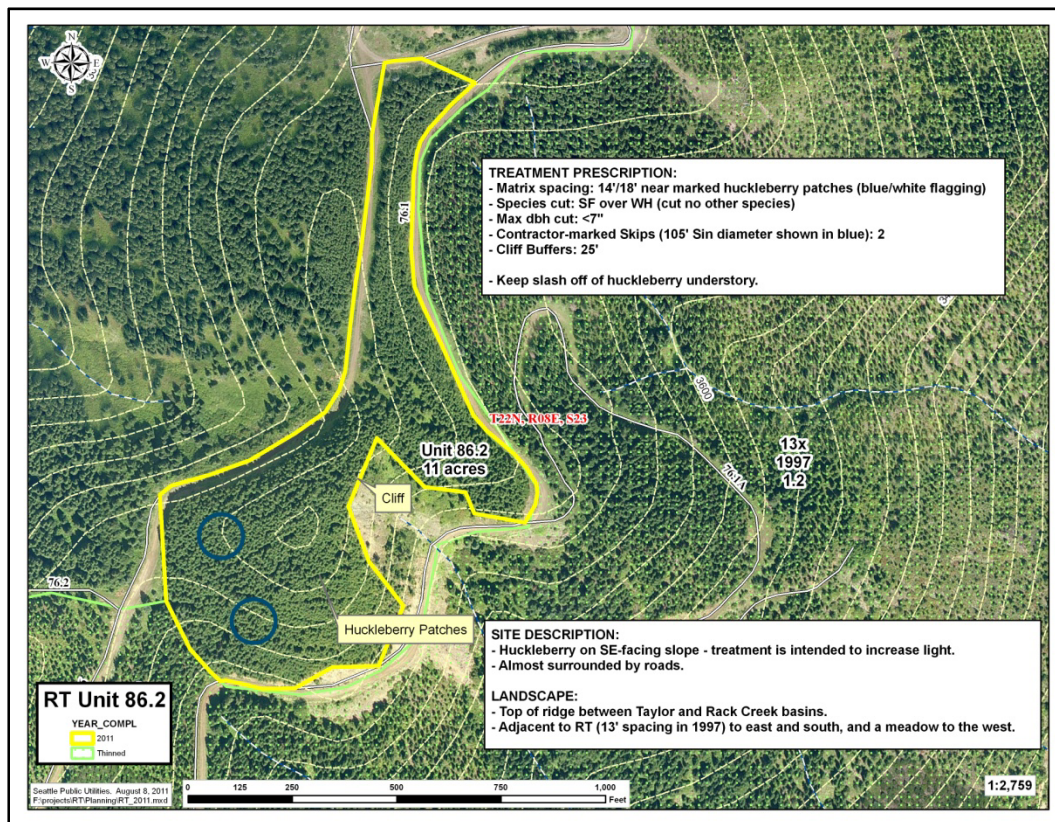 N
W E
S
TREATMENT PRESCRIPTION:
- Matrix spacing: 14'/18' near marked huckleberry patches (blue/white flagging)
- Species cut: SF over WH (cut no other species)
- Max dbh cut: <7"
- Contractor-marked Skips (105' Sin diameter shown in blue): 2
- Cliff Buffers: 25'
- Keep slash off of huckleberry understory.
76.1
3600
T22N, R08E, S23
Unit 86.2
11 acres
13x
1997
1.2
76.1A
Cliff
76.2
Huckleberry Patches
SITE DESCRIPTION:
- Huckleberry on SE-facing slope - treatment is intended to increase light.
- Almost surrounded by roads.
LANDSCAPE:
- Top of ridge between Taylor and Rack Creek basins.
- Adjacent to RT (13' spacing in 1997) to east and south, and a meadow to the west.
RT Unit 86.2
YEAR_COMPL
2011
Thinned
Seattle Public Utilities. August 8, 2011
F:\projects\RT\Planning\RT_2011.mxd
0 125 250 500 750 1,000
Feet
1:2,759